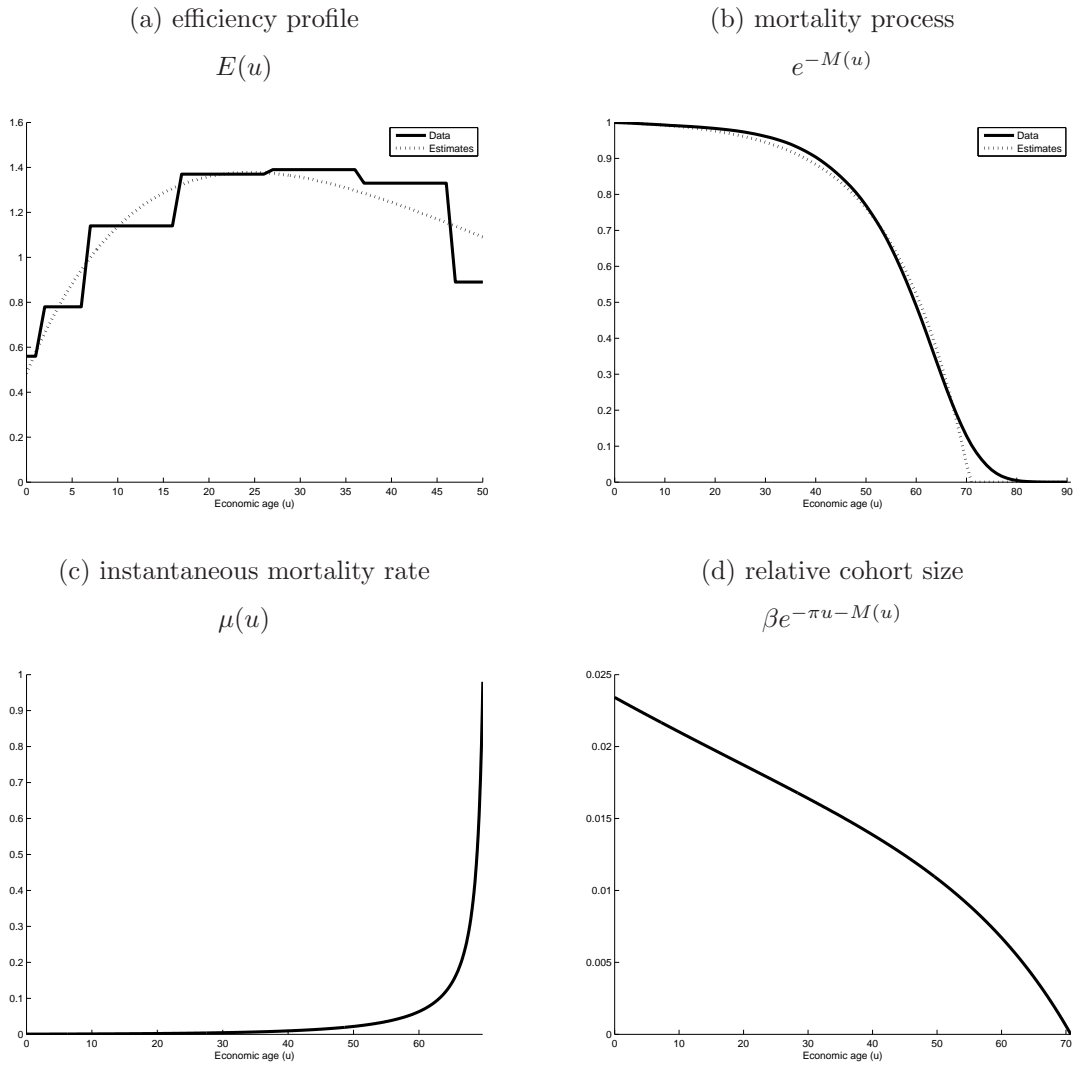 (a) efficiency profile
E(u)
1.6
1.4
1.2
1
0.8
0.6
0.4
0.2
0
Data
Estimates
0 5 10 15 20 25 30 35 40 45 50
Economic age (u)
(b) mortality process
e^{-M(u)}
1
0.9
0.8
0.7
0.6
0.5
0.4
0.3
0.2
0.1
0
Data
Estimates
0 10 20 30 40 50 60 70 80 90
Economic age (u)
(c) instantaneous mortality rate
μ(u)
1
0.9
0.8
0.7
0.6
0.5
0.4
0.3
0.2
0.1
0
0 10 20 30 40 50 60
Economic age (u)
(d) relative cohort size
βe^{-πu-M(u)}
0.025
0.02
0.015
0.01
0.005
0
0 10 20 30 40 50 60 70
Economic age (u)